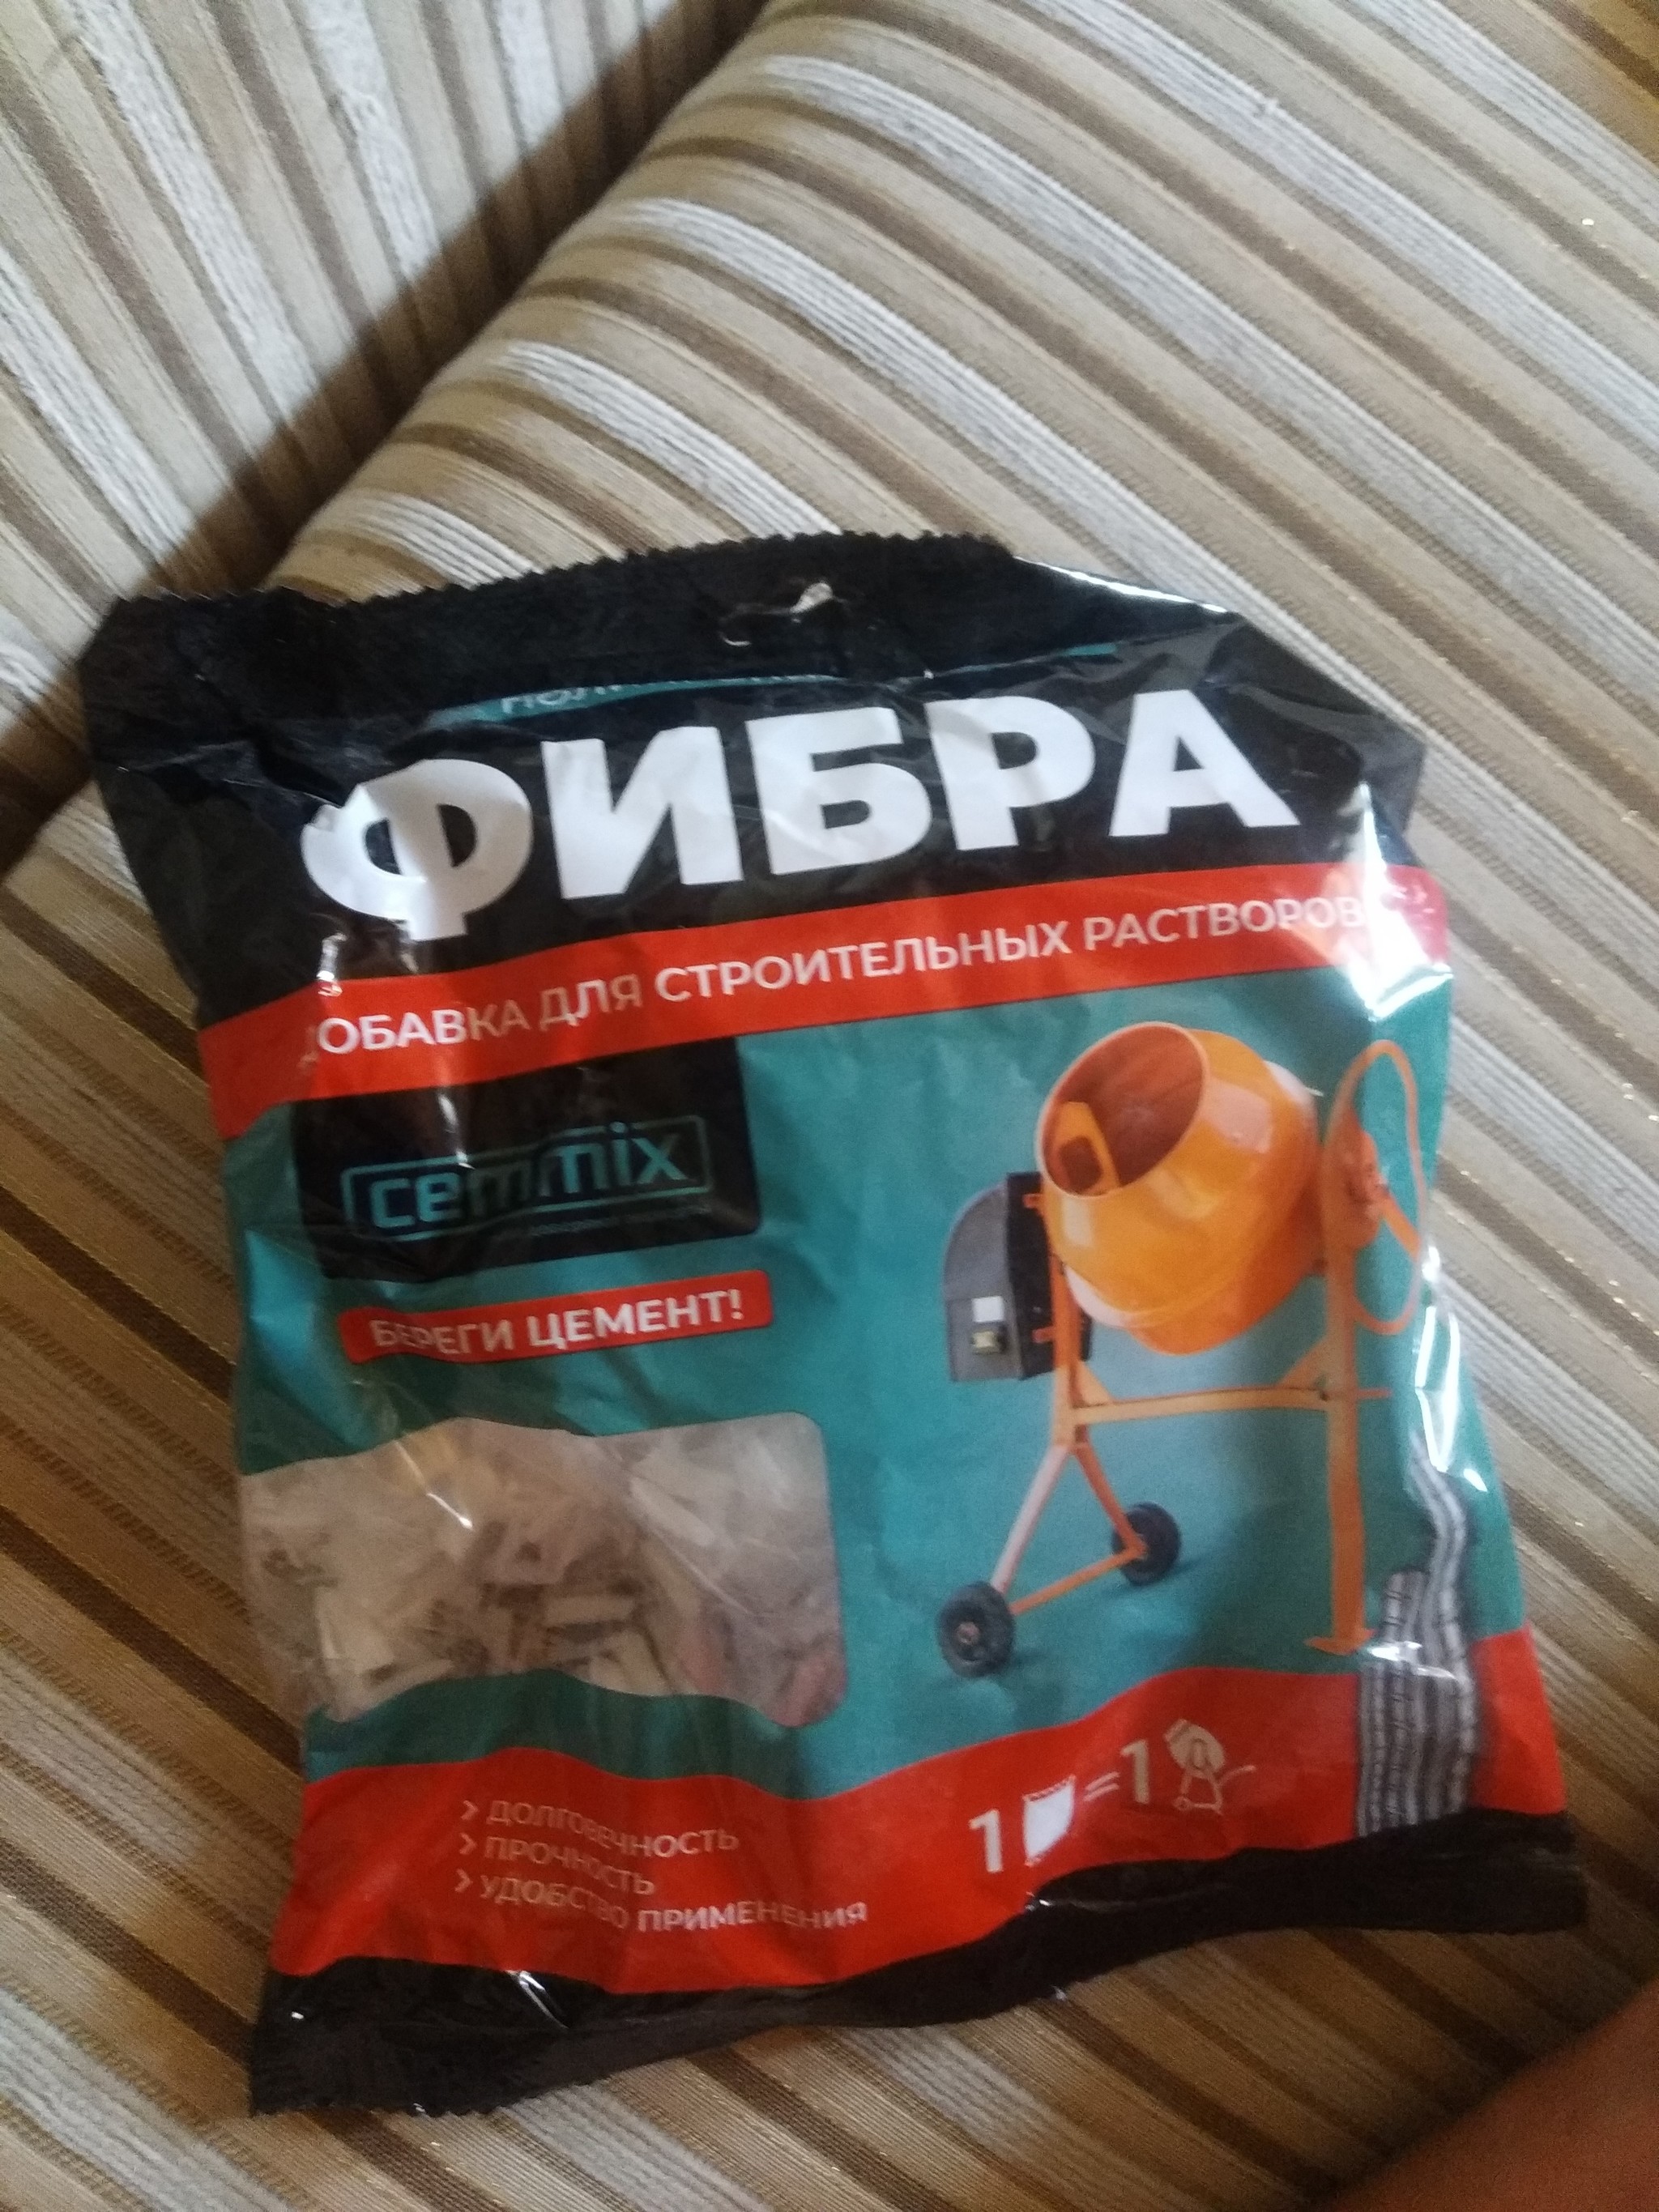 ФИБРА
ДОБАВКА ДЛЯ СТРОИТЕЛЬНЫХ РАСТВОРОВ
cemmix
БЕРЕГИ ЦЕМЕНТ!
> ДОЛГОВЕЧНОСТЬ
> ПРОЧНОСТЬ
> УДОБСТВО ПРИМЕНЕНИЯ
1 = 1